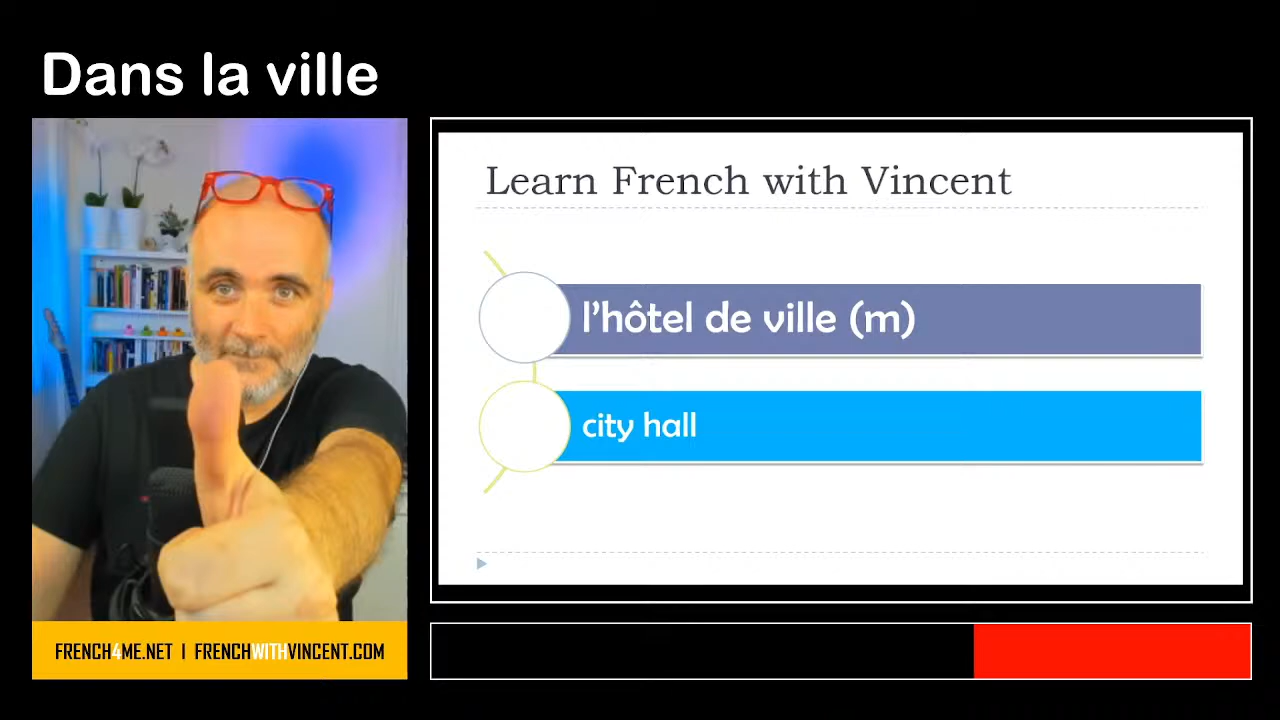 Dans la ville
Learn French with Vincent
l'hôtel de ville (m)
city hall
FRENCH4ME.NET | FRENCHWITHVINCENT.COM